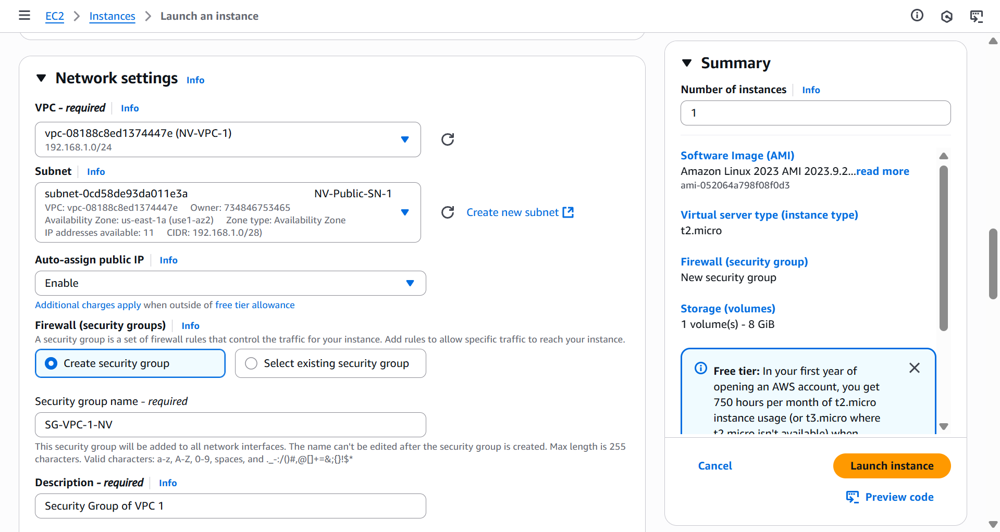 EC2 > Instances > Launch an instance
Network settings Info
VPC - required Info
vpc-08188c8ed1374447e (NV-VPC-1)
192.168.1.0/24
Subnet Info
subnet-0cd58de93da011e3a NV-Public-SN-1
VPC: vpc-08188c8ed1374447e Owner: 734846753465
Availability Zone: us-east-1a (use1-az2) Zone type: Availability Zone
IP addresses available: 11 CIDR: 192.168.1.0/28)
Create new subnet
Auto-assign public IP Info
Enable
Additional charges apply when outside of free tier allowance
Firewall (security groups) Info
A security group is a set of firewall rules that control the traffic for your instance. Add rules to allow specific traffic to reach your instance.
Create security group
Select existing security group
Security group name - required
SG-VPC-1-NV
This security group will be added to all network interfaces. The name can't be edited after the security group is created. Max length is 255
characters. Valid characters: a-z, A-Z, 0-9, spaces, and ._-:/()#,@[]+=&;{}!$*
Description - required Info
Security Group of VPC 1
Summary
Number of instances Info
1
Software Image (AMI)
Amazon Linux 2023 AMI 2023.9.2...read more
ami-052064a798f08f0d3
Virtual server type (instance type)
t2.micro
Firewall (security group)
New security group
Storage (volumes)
1 volume(s) - 8 GiB
Free tier: In your first year of
opening an AWS account, you get
750 hours per month of t2.micro
instance usage (or t3.micro where
t2.micro isn't available) when
Cancel
Launch instance
Preview code